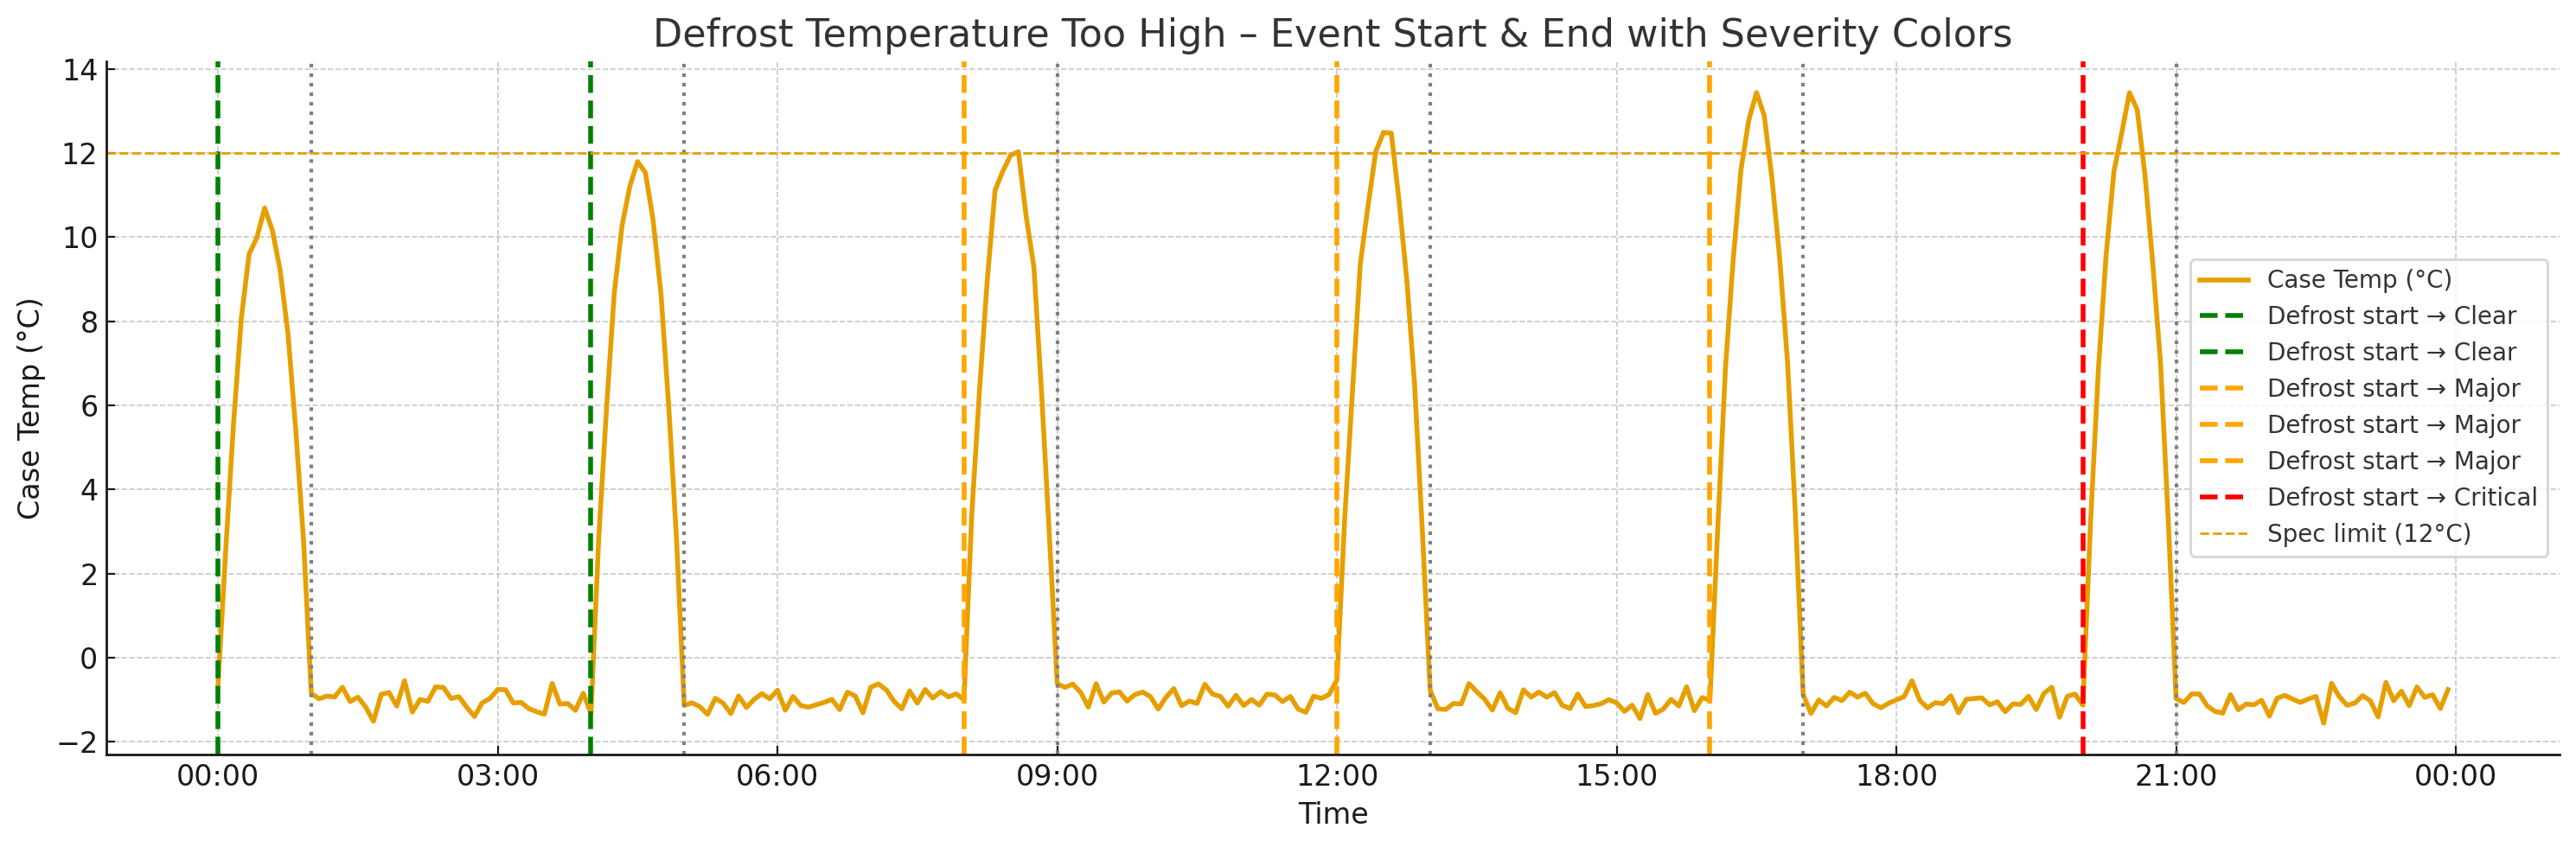 Defrost Temperature Too High – Event Start & End with Severity Colors
Case Temp (°C)
14
12
10
8
6
4
2
0
−2
Case Temp (°C)
Defrost start → Clear
Defrost start → Clear
Defrost start → Major
Defrost start → Major
Defrost start → Major
Defrost start → Critical
Spec limit (12°C)
00:00 03:00 06:00 09:00 12:00 15:00 18:00 21:00 00:00
Time